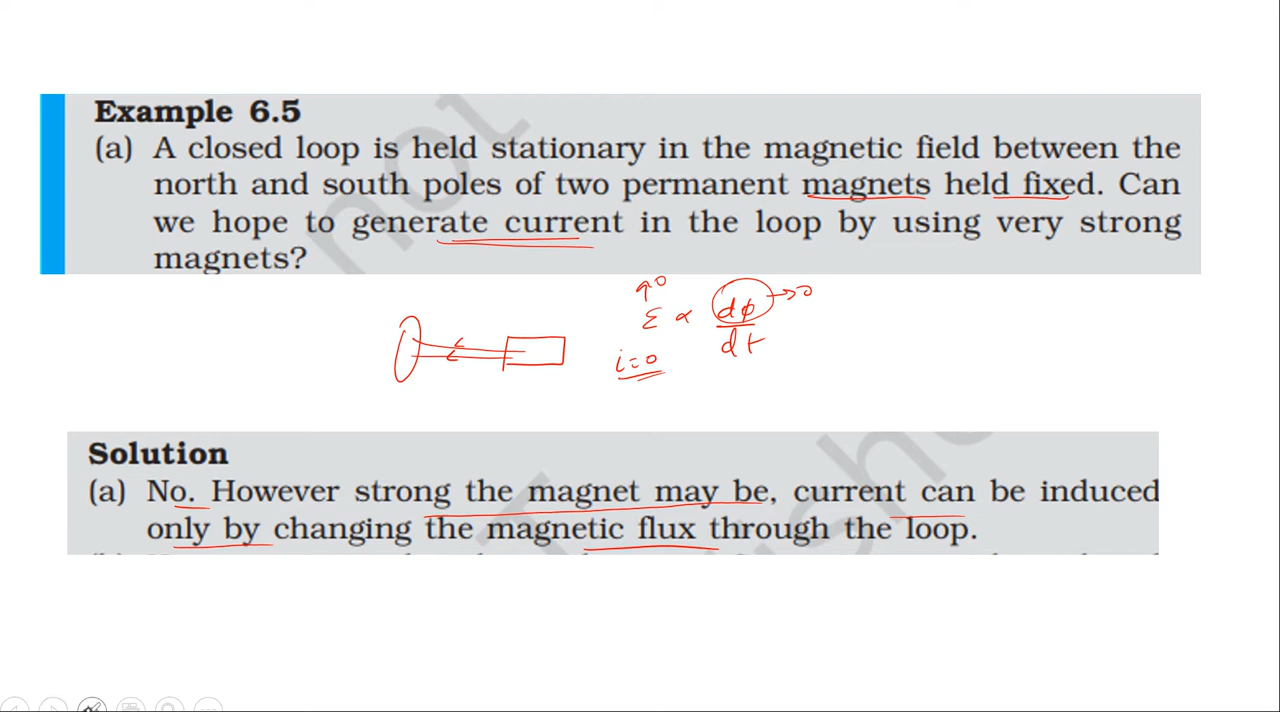 Example 6.5
(a) A closed loop is held stationary in the magnetic field between the
north and south poles of two permanent magnets held fixed. Can
we hope to generate current in the loop by using very strong
magnets?
ε ∝ dφ/dt → 0
↗0
i = 0
Solution
(a) No. However strong the magnet may be, current can be induced
only by changing the magnetic flux through the loop.